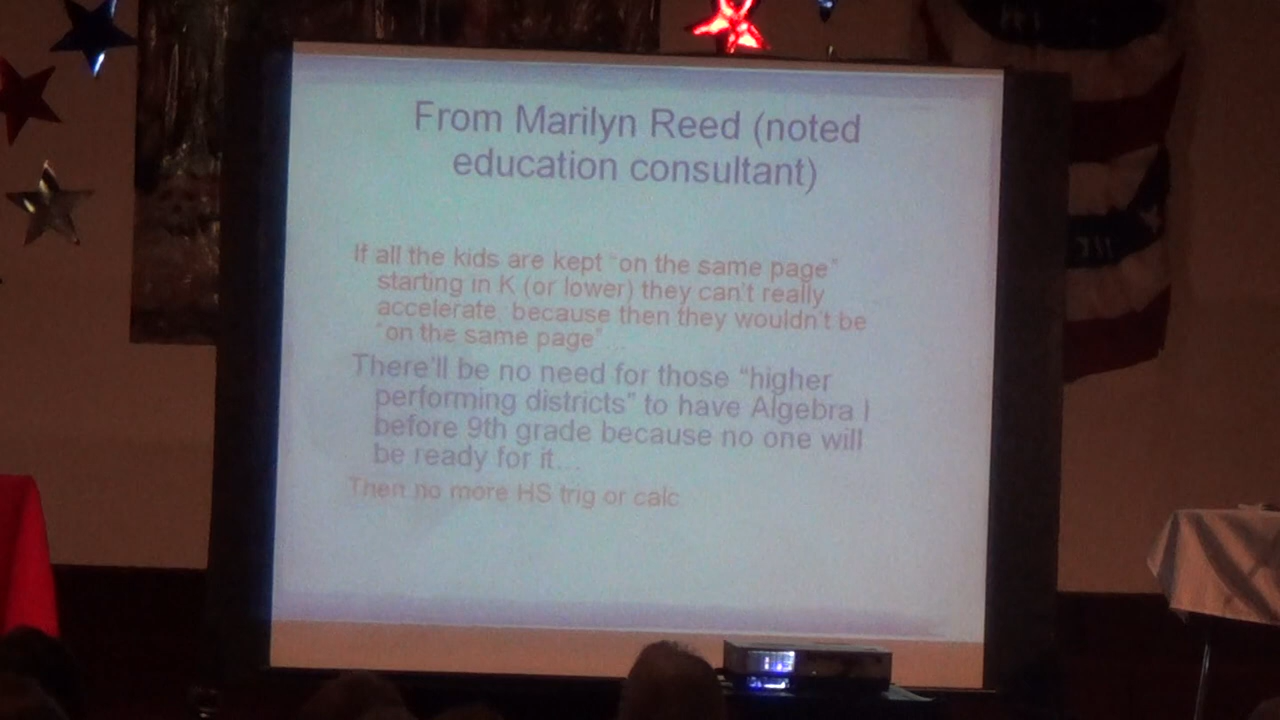 From Marilyn Reed (noted
education consultant)
If all the kids are kept "on the same page"
starting in K (or lower) they can't really
accelerate, because then they wouldn't be
"on the same page"...
There'll be no need for those "higher
performing districts" to have Algebra I
before 9th grade because no one will
be ready for it...
Then no more HS trig or calc